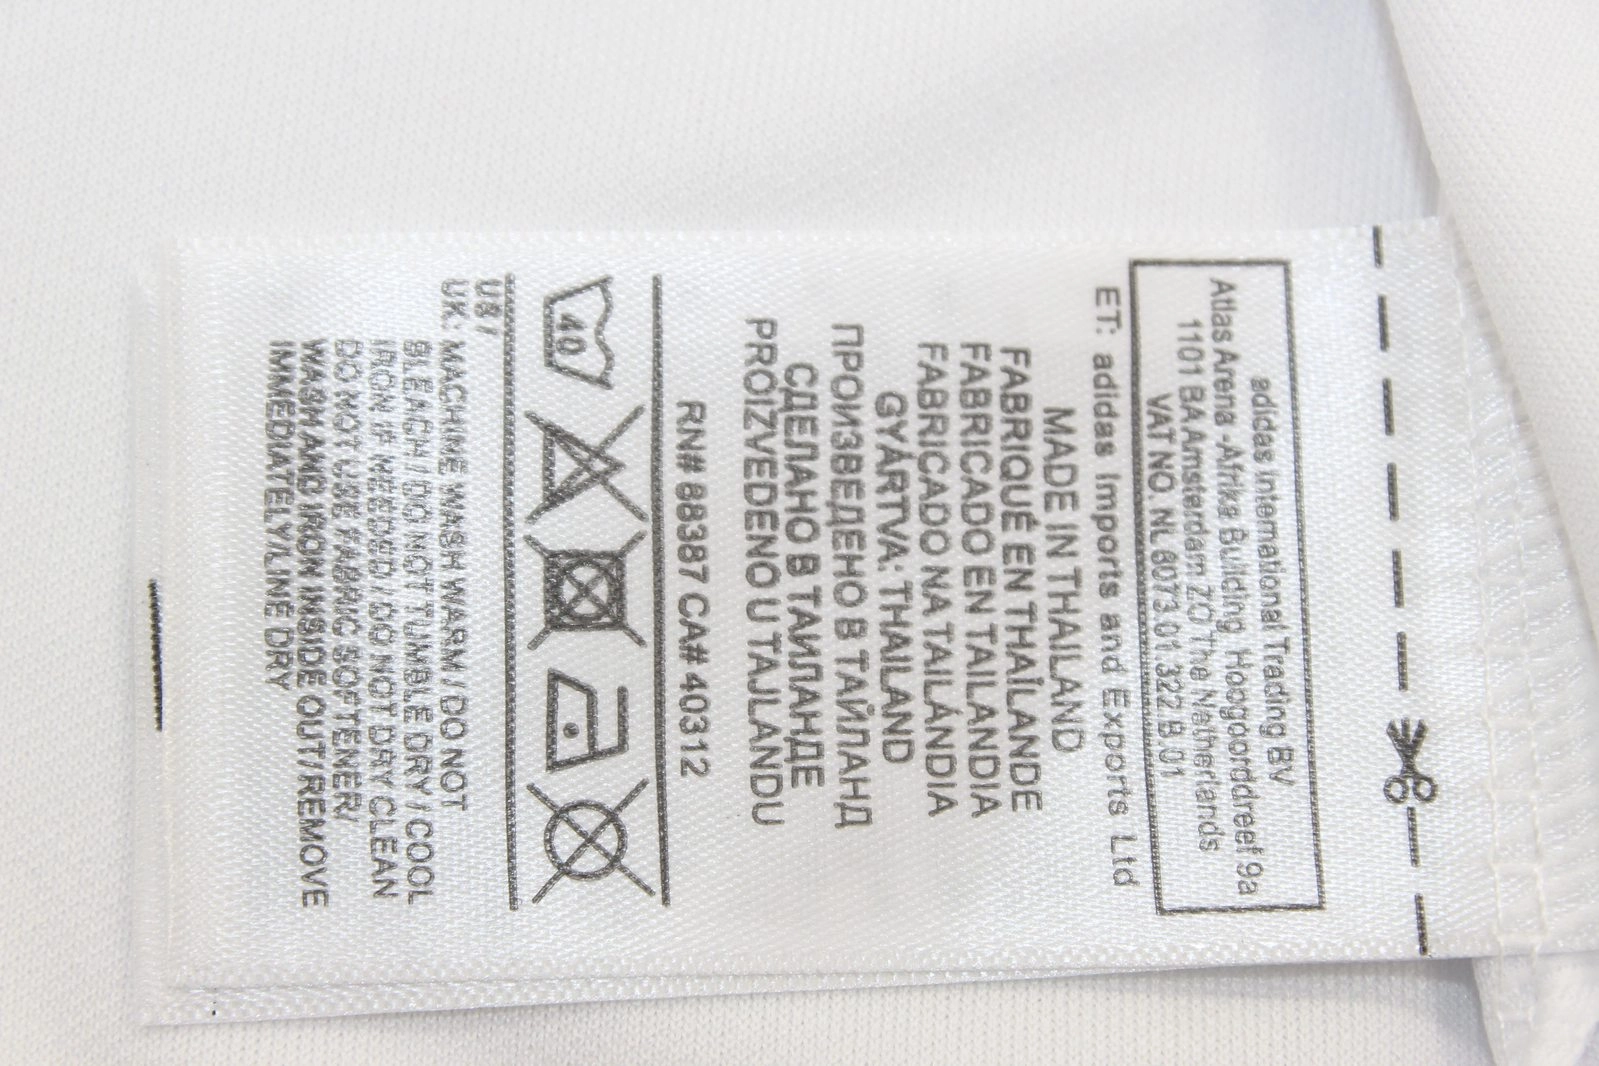 adidas International Trading BV
Atlas Arena -Afrika Building, Hoogoorddreef 9a
1101 BA Amsterdam ZO The Netherlands
VAT NO. NL 8073.01.322.B.01
ET: adidas Imports and Exports Ltd
MADE IN THAILAND
FABRIQUÉ EN THAÏLANDE
FABRICADO EN TAILANDIA
FABRICADO NA TAILÁNDIA
GYÁRTVA: THAILAND
ПРОИЗВЕДЕНО В ТАЙЛАНД
СДЕЛАНО В ТАИЛАНДЕ
PROIZVEDENO U TAJLANDU
RN# 88387 CA# 40312
40
US /
UK: MACHINE WASH WARM / DO NOT
BLEACH / DO NOT TUMBLE DRY / COOL
IRON IF NEEDED / DO NOT DRY CLEAN
DO NOT USE FABRIC SOFTENER/
WASH AND IRON INSIDE OUT/ REMOVE
IMMEDIATELY/LINE DRY